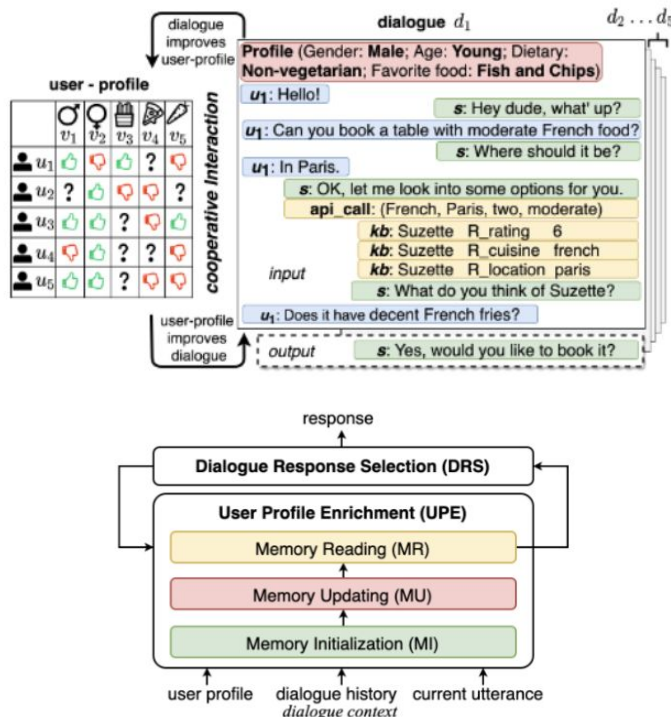 dialogue d₁
d₂ ... d₅
dialogue
improves
user-profile
user - profile
v₁ v₂ v₃ v₄ v₅
u₁ ?
u₂ ? ?
u₃ ?
u₄ ? ?
u₅ ?
cooperative Interaction
user-profile
improves
dialogue
Profile (Gender: Male; Age: Young; Dietary:
Non-vegetarian; Favorite food: Fish and Chips)
u₁: Hello!
s: Hey dude, what' up?
u₁: Can you book a table with moderate French food?
s: Where should it be?
u₁: In Paris.
s: OK, let me look into some options for you.
api_call: (French, Paris, two, moderate)
kb: Suzette R_rating 6
kb: Suzette R_cuisine french
input
kb: Suzette R_location paris
s: What do you think of Suzette?
u₁: Does it have decent French fries?
output
s: Yes, would you like to book it?
response
Dialogue Response Selection (DRS)
User Profile Enrichment (UPE)
Memory Reading (MR)
Memory Updating (MU)
Memory Initialization (MI)
user profile
dialogue history
current utterance
dialogue context